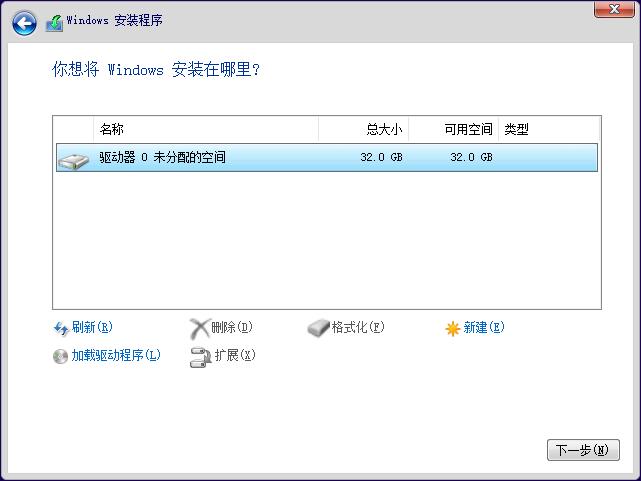 Windows 安装程序
你想将 Windows 安装在哪里?
名称 总大小 可用空间 类型
驱动器 0 未分配的空间 32.0 GB 32.0 GB
刷新(R) 删除(D) 格式化(F) 新建(E)
加载驱动程序(L) 扩展(X)
下一步(N)